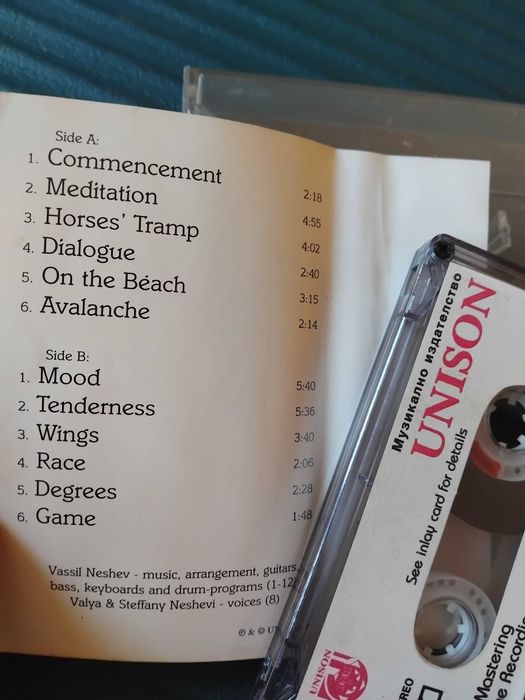 Side A:
1. Commencement 2:18
2. Meditation 4:55
3. Horses' Tramp 4:02
4. Dialogue 2:40
5. On the Beach 3:15
6. Avalanche 2:14
Side B:
1. Mood 5:40
2. Tenderness 5:36
3. Wings 3:40
4. Race 2:06
5. Degrees 2:28
6. Game 1:48
Vassil Neshev - music, arrangement, guitars,
bass, keyboards and drum-programs (1-12)
Valya & Steffany Neshevi - voices (8)
℗ & ©
Музикално издателство
UNISON
See inlay card for details
UNISON
Mastering